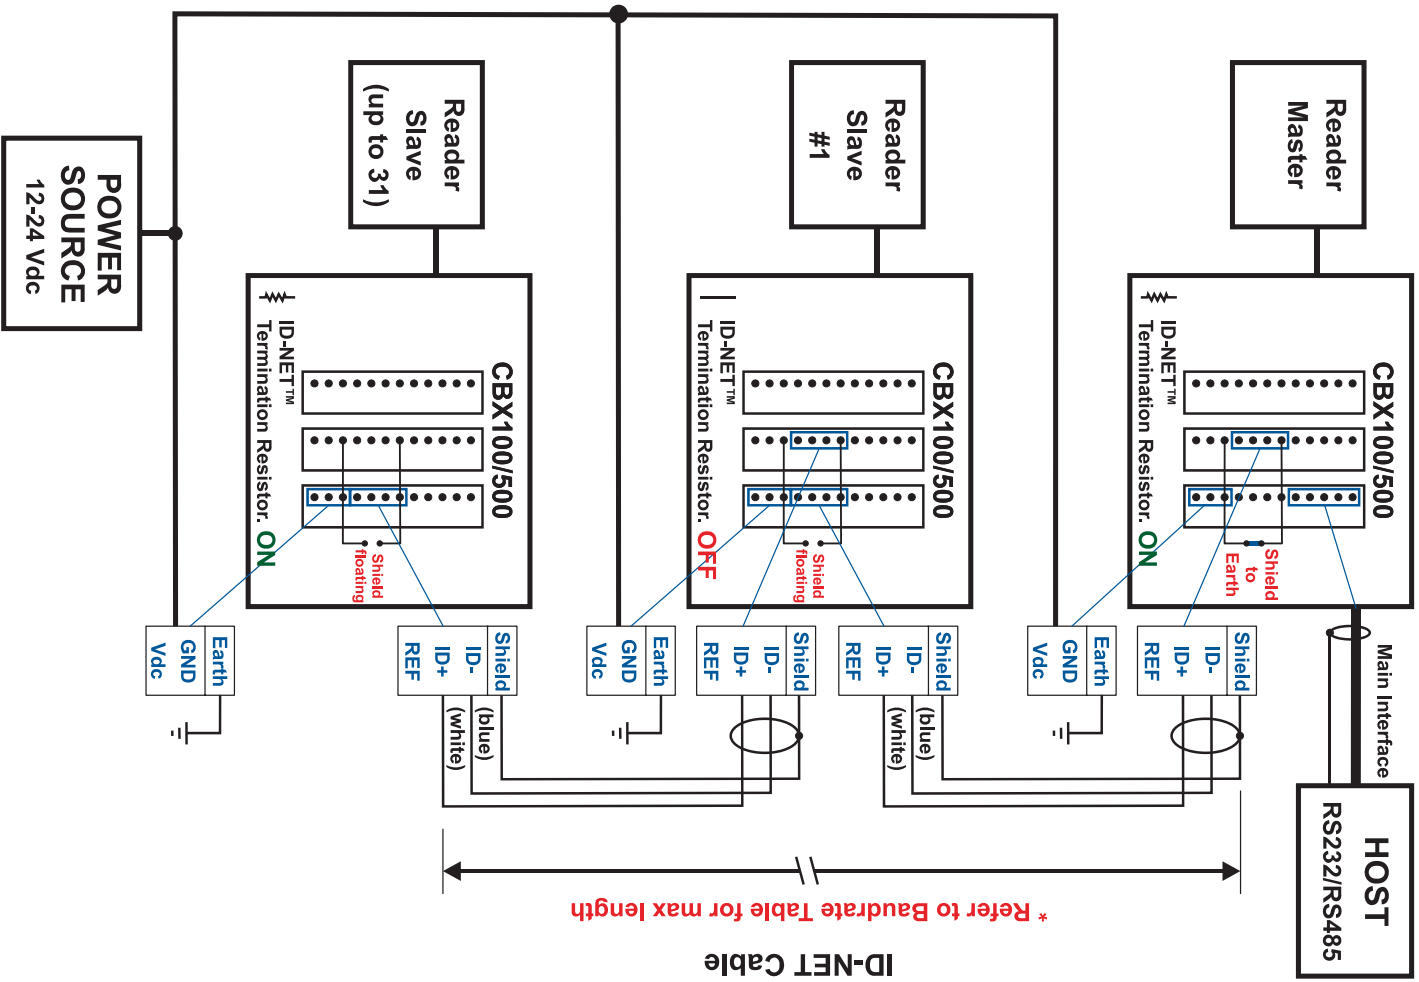 Reader
Master
Reader
Slave
#1
Reader
Slave
(up to 31)
POWER
SOURCE
12-24 Vdc
CBX100/500
ID-NET™
Termination Resistor. ON
Shield
to
Earth
CBX100/500
ID-NET™
Termination Resistor. OFF
Shield
floating
CBX100/500
ID-NET™
Termination Resistor. ON
Shield
floating
Main Interface
HOST
RS232/RS485
Shield
ID-
ID+
REF
Earth
GND
Vdc
Shield
ID-
ID+
REF
(blue)
(white)
Shield
ID-
ID+
REF
Earth
GND
Vdc
Shield
ID-
ID+
REF
(blue)
(white)
Earth
GND
Vdc
* Refer to Baudrate Table for max length
ID-NET Cable